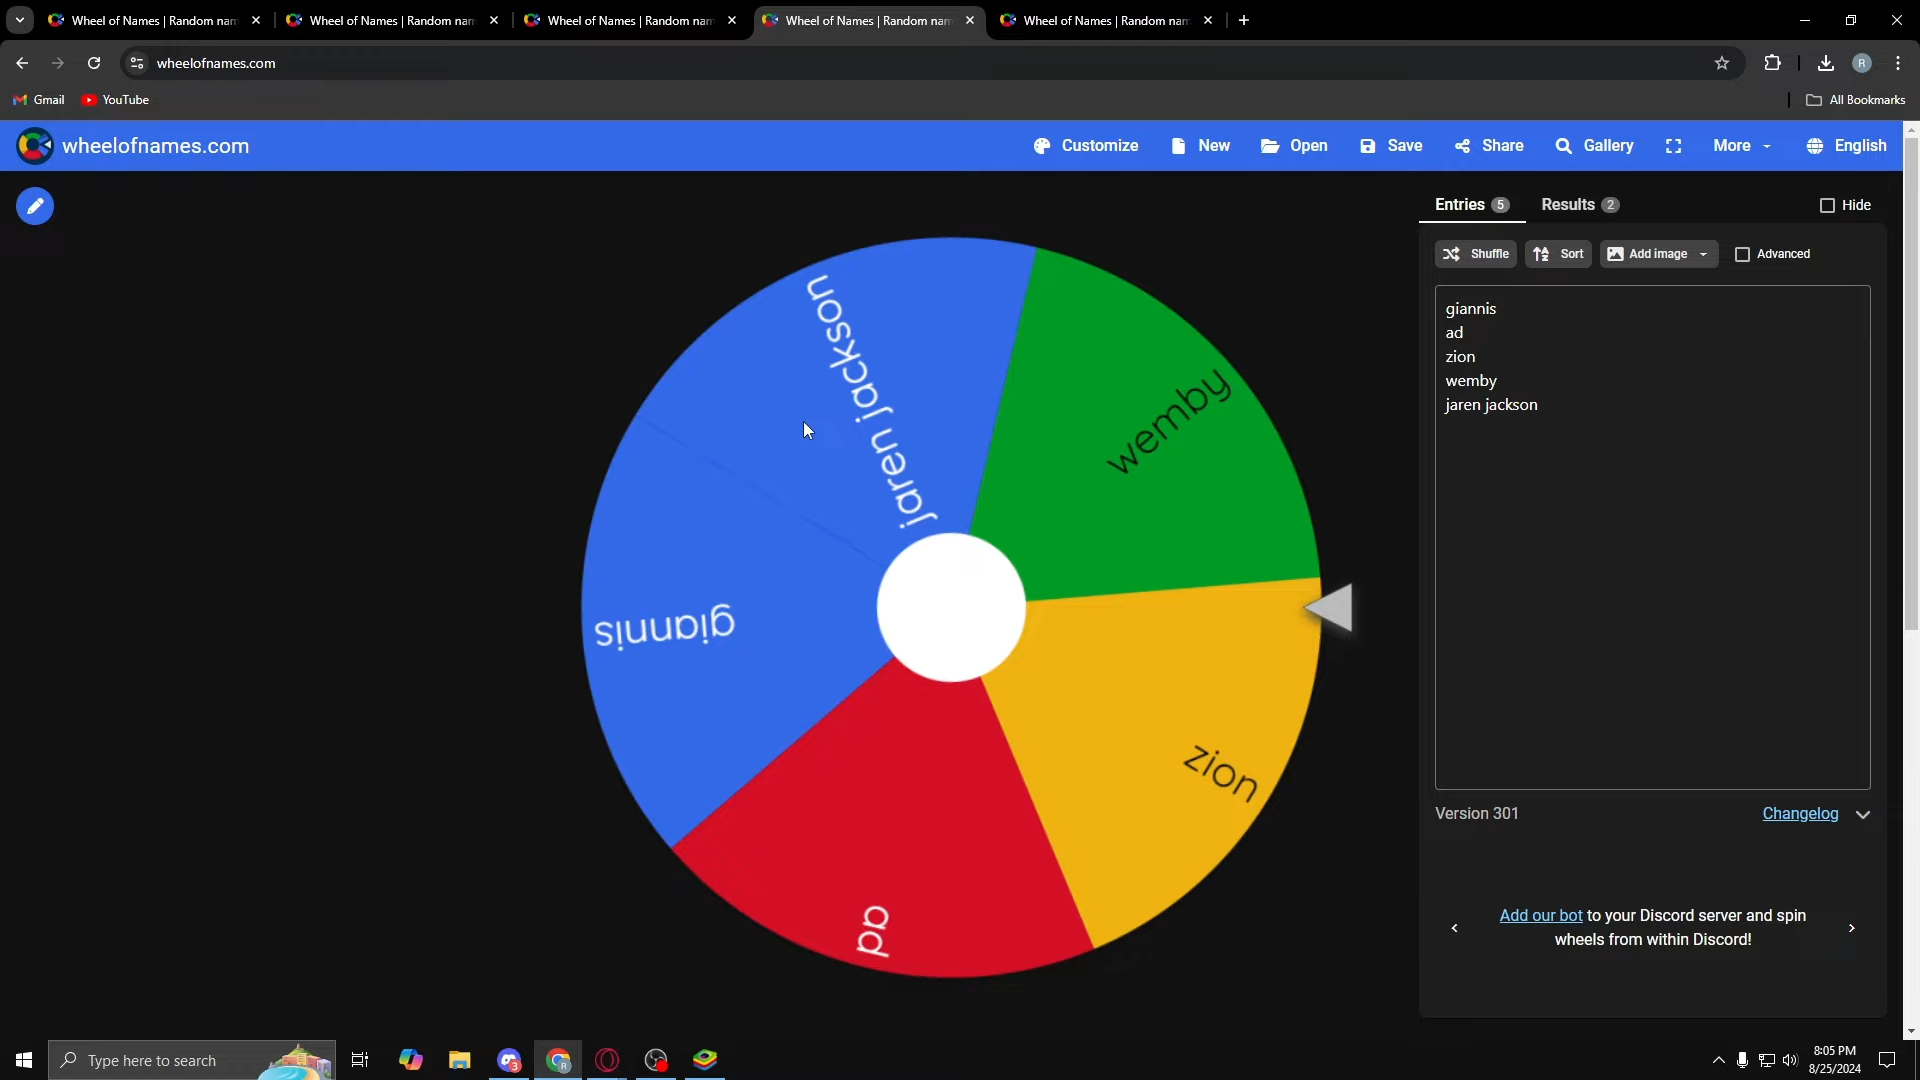 Wheel of Names | Random nam
Wheel of Names | Random nam
Wheel of Names | Random nam
Wheel of Names | Random nam
Wheel of Names | Random nam
wheelofnames.com
R
Gmail
YouTube
All Bookmarks
wheelofnames.com
Customize
New
Open
Save
Share
Gallery
More
English
Entries 5
Results 2
Hide
Shuffle
Sort
Add image
Advanced
giannis
ad
zion
wemby
jaren jackson
jaren jackson
wemby
giannis
zion
ad
Version 301
Changelog
Add our bot to your Discord server and spin
wheels from within Discord!
Type here to search
3
R
8:05 PM
8/25/2024